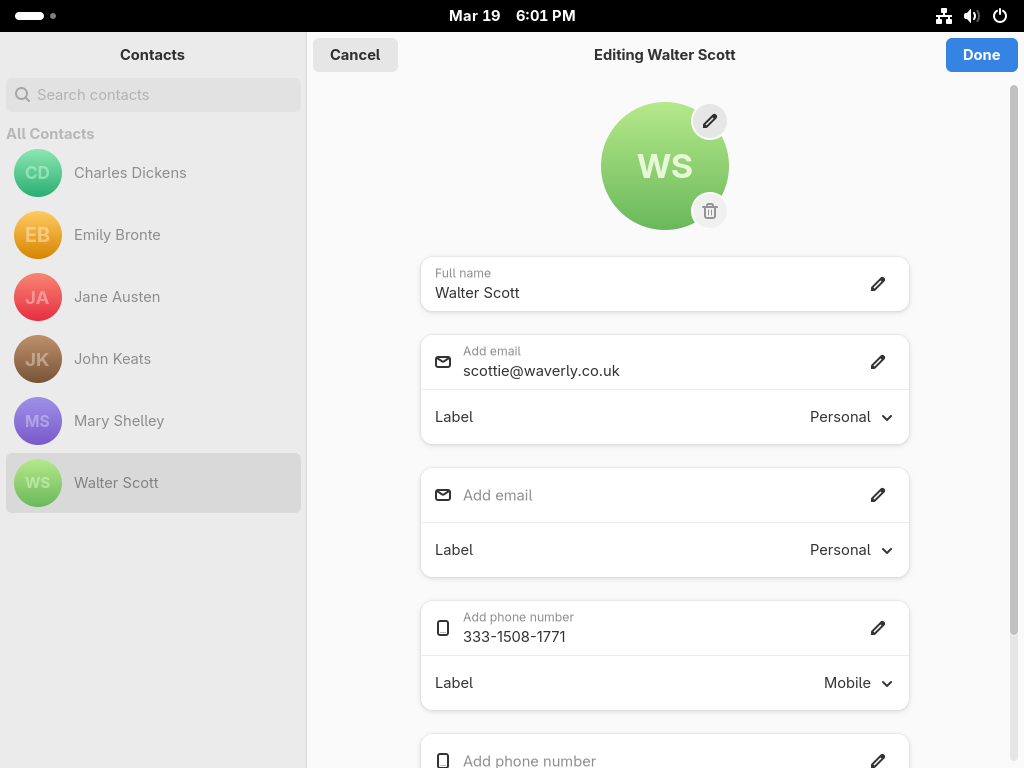 Mar 19 6:01 PM
Contacts
Cancel
Editing Walter Scott
Done
Search contacts
All Contacts
CD
Charles Dickens
EB
Emily Bronte
JA
Jane Austen
JK
John Keats
MS
Mary Shelley
WS
Walter Scott
WS
Full name
Walter Scott
Add email
scottie@waverly.co.uk
Label
Personal
Add email
Label
Personal
Add phone number
333-1508-1771
Label
Mobile
Add phone number